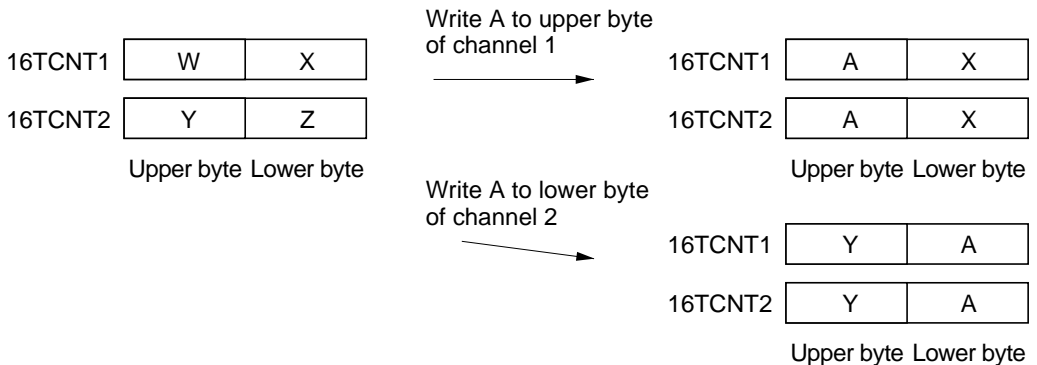 Write A to upper byte
of channel 1
16TCNT1 W X
16TCNT2 Y Z
Upper byte Lower byte
16TCNT1 A X
16TCNT2 A X
Upper byte Lower byte
Write A to lower byte
of channel 2
16TCNT1 Y A
16TCNT2 Y A
Upper byte Lower byte